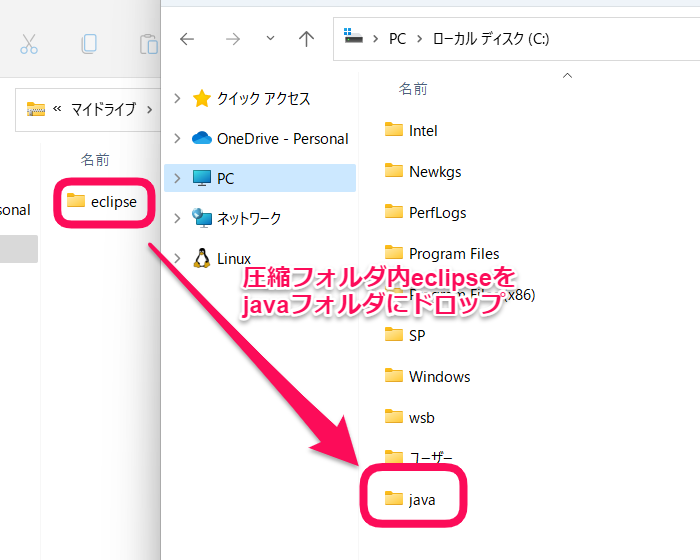 « マイドライブ >
名前
eclipse
sonal
> PC > ローカル ディスク (C:)
クイック アクセス
OneDrive - Personal
PC
ネットワーク
Linux
名前
Intel
Newkgs
PerfLogs
Program Files
Program Files (x86)
SP
Windows
wsb
ユーザー
java
圧縮フォルダ内eclipseを
javaフォルダにドロップ